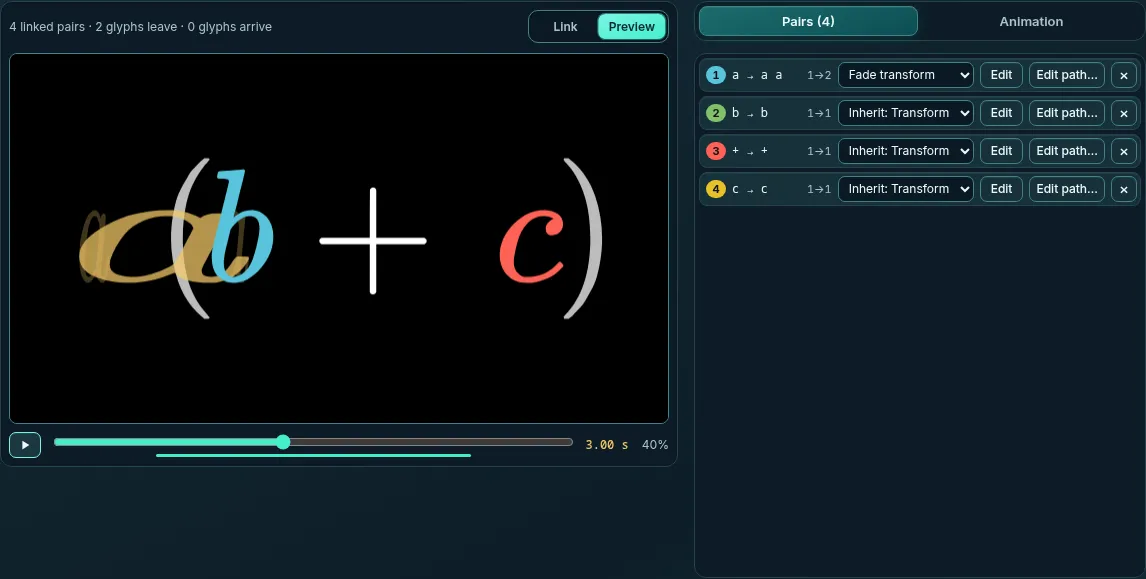 4 linked pairs · 2 glyphs leave · 0 glyphs arrive
Link Preview
a(b + c)
3.00 s 40%
Pairs (4) Animation
1 a → a a 1→2 Fade transform Edit Edit path... ×
2 b → b 1→1 Inherit: Transform Edit Edit path... ×
3 + → + 1→1 Inherit: Transform Edit Edit path... ×
4 c → c 1→1 Inherit: Transform Edit Edit path... ×